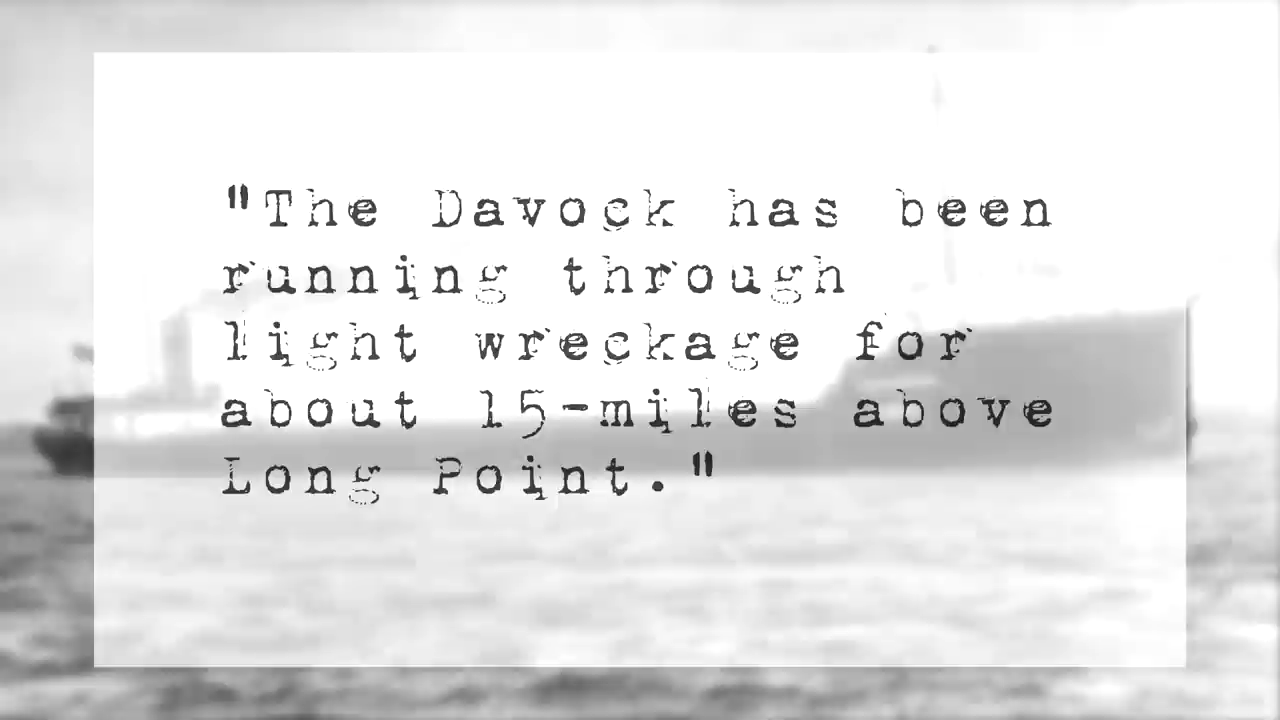 "The Davock has been
running through
light wreckage for
about 15-miles above
Long Point."